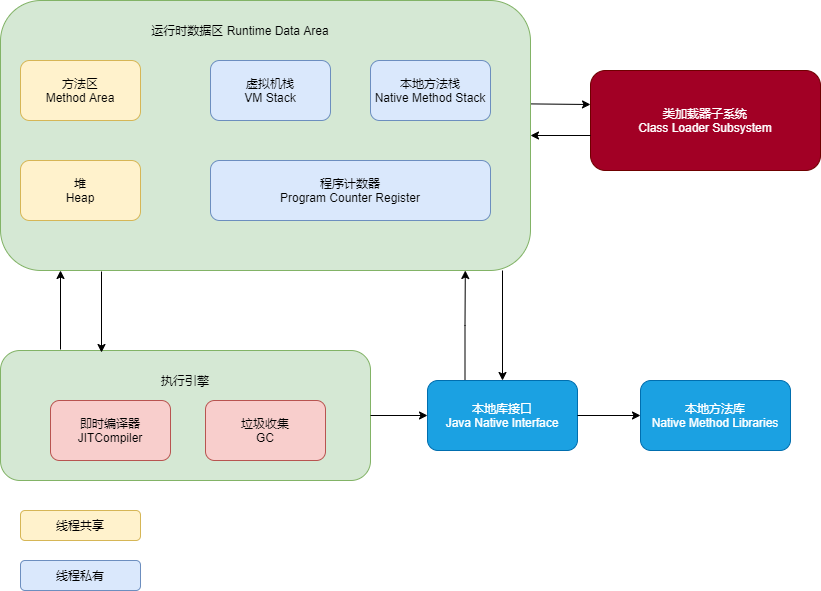 运行时数据区 Runtime Data Area
方法区
Method Area
虚拟机栈
VM Stack
本地方法栈
Native Method Stack
类加载器子系统
Class Loader Subsystem
堆
Heap
程序计数器
Program Counter Register
执行引擎
即时编译器
JITCompiler
垃圾收集
GC
本地库接口
Java Native Interface
本地方法库
Native Method Libraries
线程共享
线程私有